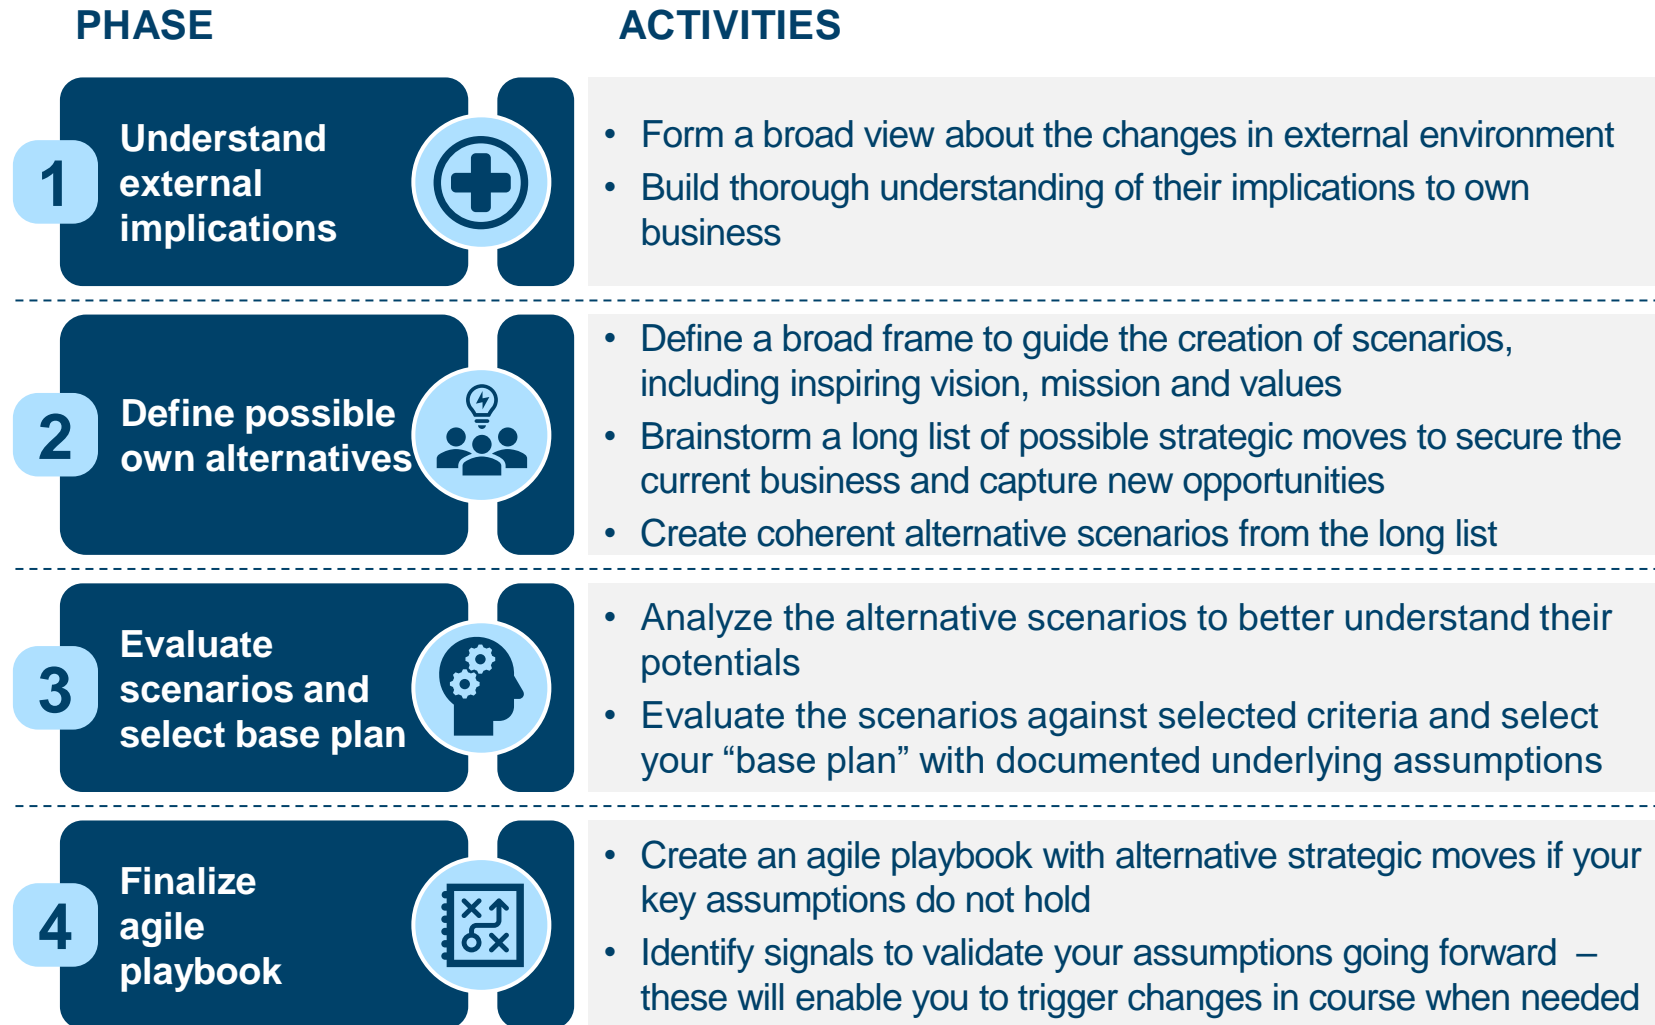 PHASE
ACTIVITIES
1
Understand
external
implications
• Form a broad view about the changes in external environment
• Build thorough understanding of their implications to own
business
2
Define possible
own alternatives
• Define a broad frame to guide the creation of scenarios,
including inspiring vision, mission and values
• Brainstorm a long list of possible strategic moves to secure the
current business and capture new opportunities
• Create coherent alternative scenarios from the long list
3
Evaluate
scenarios and
select base plan
• Analyze the alternative scenarios to better understand their
potentials
• Evaluate the scenarios against selected criteria and select
your “base plan” with documented underlying assumptions
4
Finalize
agile
playbook
• Create an agile playbook with alternative strategic moves if your
key assumptions do not hold
• Identify signals to validate your assumptions going forward –
these will enable you to trigger changes in course when needed